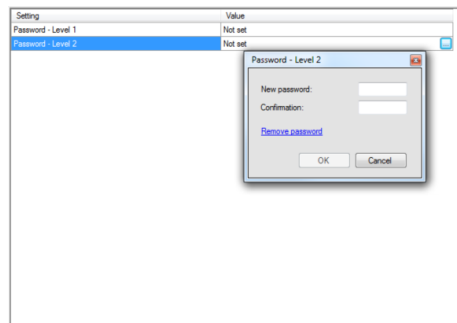 Setting Value
Password - Level 1 Not set
Password - Level 2 Not set
Password - Level 2
New password:
Confirmation:
Remove password
OK Cancel